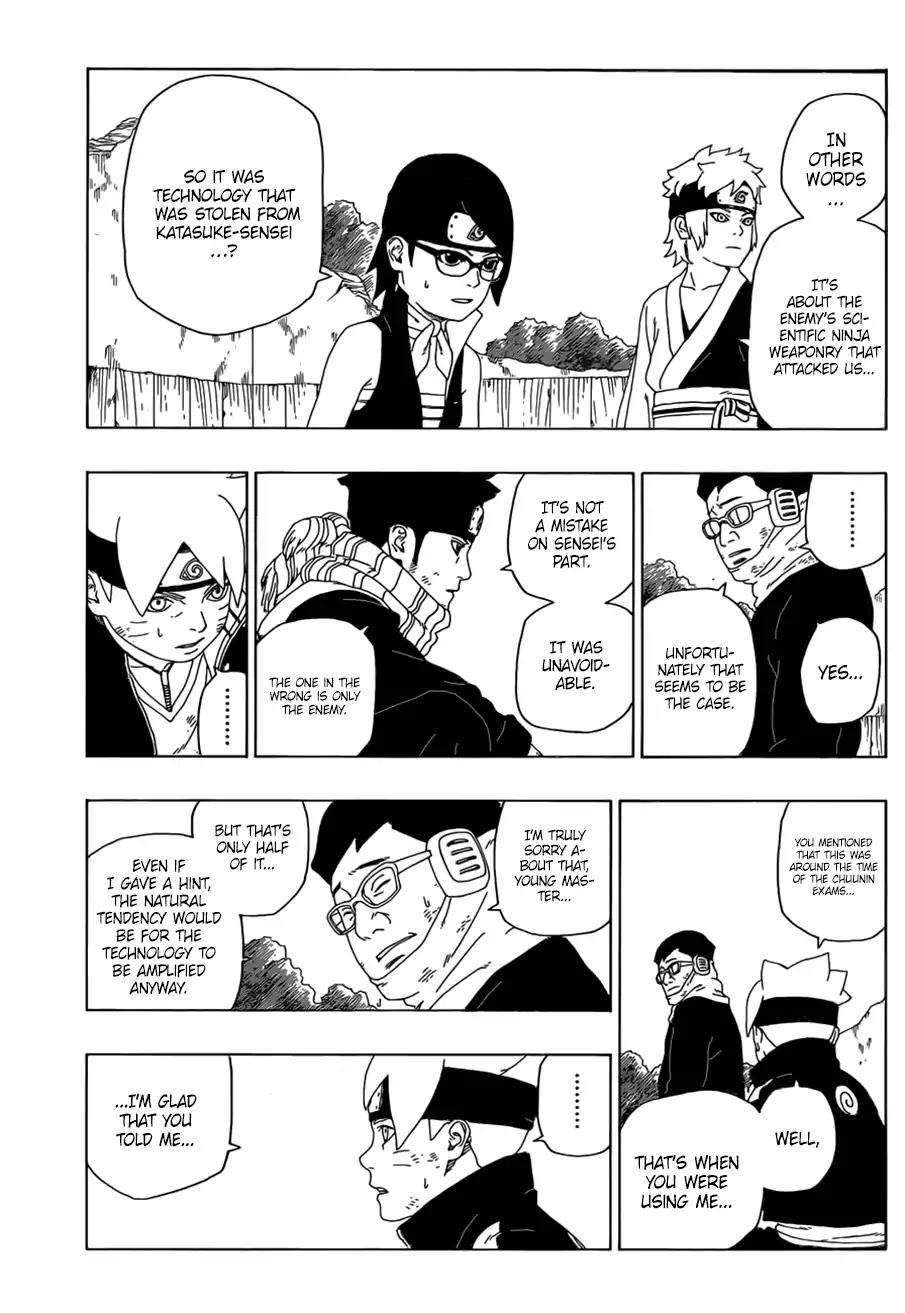 IN
OTHER
WORDS
...
IT'S
ABOUT THE
ENEMY'S SCI-
ENTIFIC NINJA
WEAPONRY THAT
ATTACKED US...
SO IT WAS
TECHNOLOGY THAT
WAS STOLEN FROM
KATASUKE-SENSEI
...?
........
YES...
UNFORTU-
NATELY THAT
SEEMS TO BE
THE CASE.
IT'S NOT
A MISTAKE
ON SENSEI'S
PART.
IT WAS
UNAVOID-
ABLE.
THE ONE IN THE
WRONG IS ONLY
THE ENEMY.
........
YOU MENTIONED
THAT THIS WAS
AROUND THE TIME
OF THE CHUUNIN
EXAMS...
WELL,
THAT'S WHEN
YOU WERE
USING ME...
I'M TRULY
SORRY A-
BOUT THAT,
YOUNG MAS-
TER...
BUT THAT'S
ONLY HALF
OF IT...
EVEN IF
I GAVE A HINT,
THE NATURAL
TENDENCY WOULD
BE FOR THE
TECHNOLOGY TO
BE AMPLIFIED
ANYWAY.
........
...I'M GLAD
THAT YOU
TOLD ME...